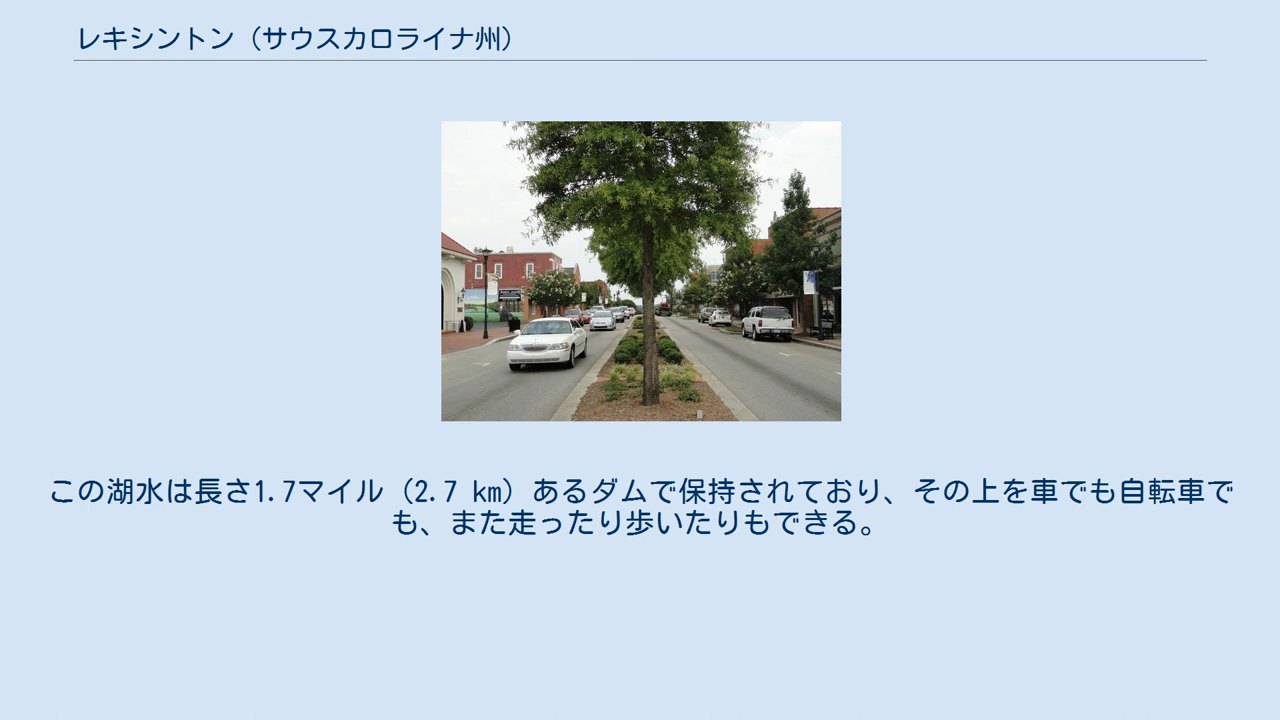 レキシントン（サウスカロライナ州）
この湖水は長さ1.7マイル（2.7 km）あるダムで保持されており、その上を車でも自転車で
も、また走ったり歩いたりもできる。